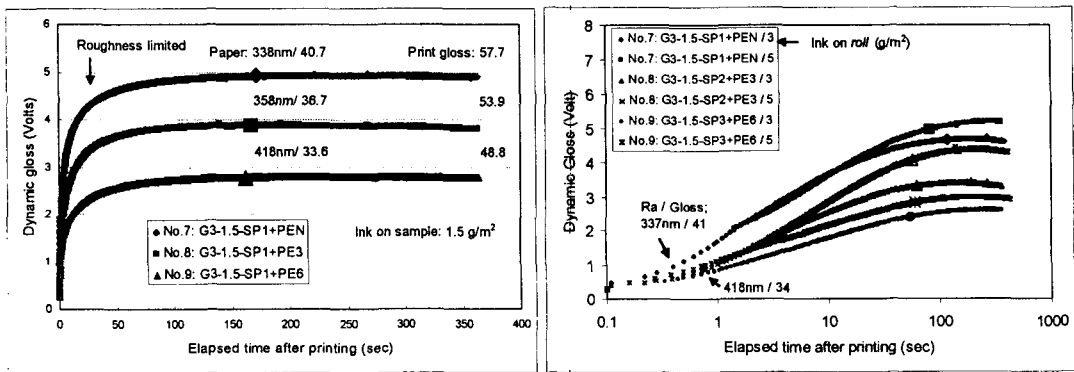 Dynamic gloss (Volts)
6
5
4
3
2
1
0
Roughness limited
Paper: 338nm/ 40.7
Print gloss: 57.7
358nm/ 36.7
53.9
418nm/ 33.6
48.8
Ink on sample: 1.5 g/m²
No.7: G3-1.5-SP1+PEN
No.8: G3-1.5-SP1+PE3
No.9: G3-1.5-SP1+PE6
0 50 100 150 200 250 300 350 400
Elapsed time after printing (sec)
Dynamic Gloss (Volt)
8
7
6
5
4
3
2
1
0
No.7: G3-1.5-SP1+PEN / 3
No.7: G3-1.5-SP1+PEN / 5
No.8: G3-1.5-SP2+PE3 / 3
No.8: G3-1.5-SP2+PE3 / 5
No.9: G3-1.5-SP3+PE6 / 3
No.9: G3-1.5-SP3+PE6 / 5
Ink on roll (g/m²)
Ra / Gloss;
337nm / 41
418nm / 34
0.1 1 10 100 1000
Elapsed time after printing (sec)